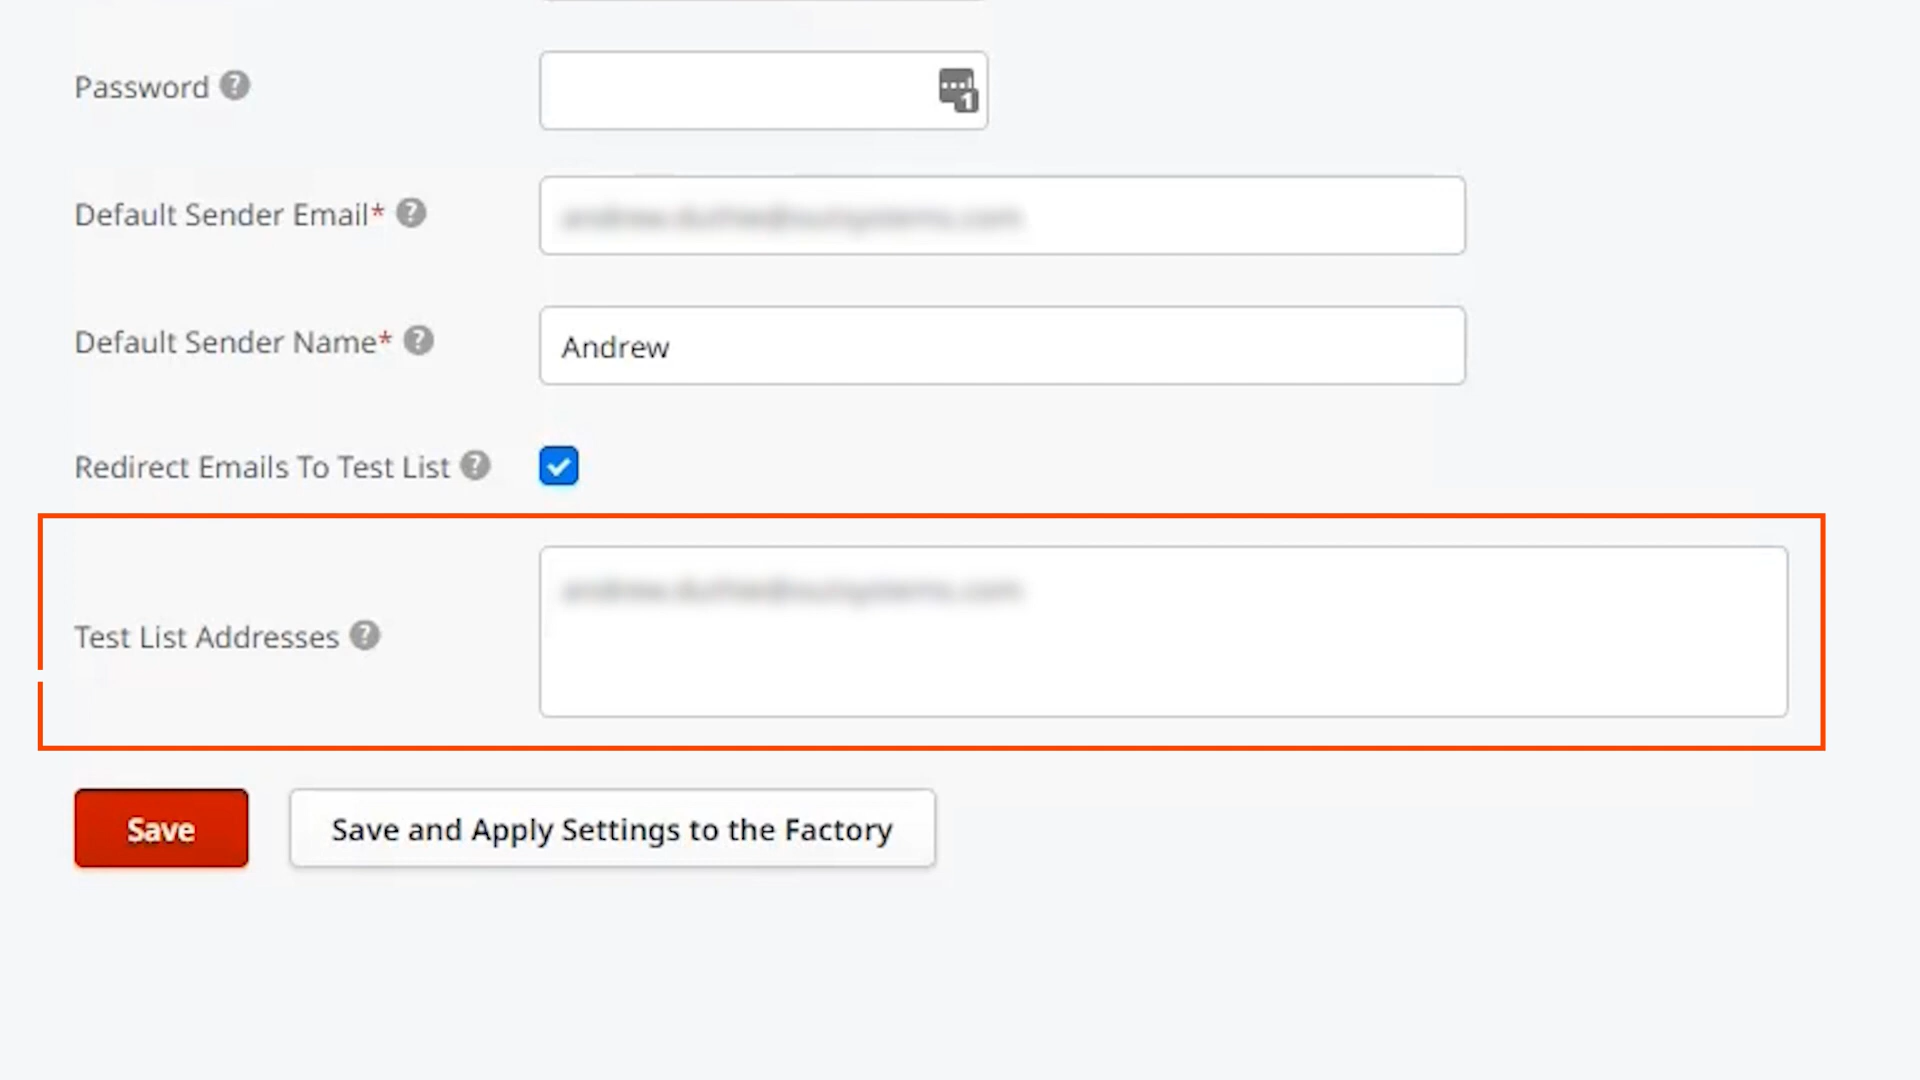 Password ?
1
Default Sender Email* ?
Default Sender Name* ?
Andrew
Redirect Emails To Test List ?
Test List Addresses ?
Save
Save and Apply Settings to the Factory